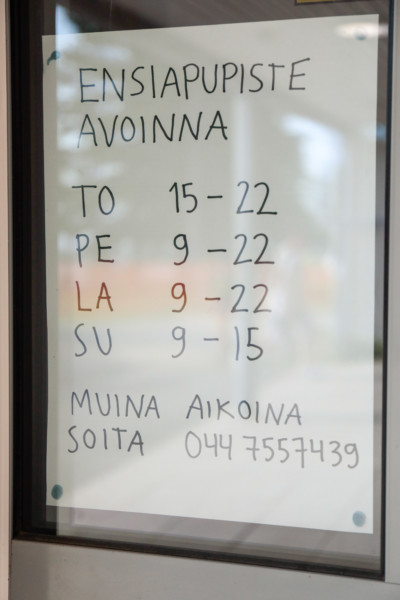 ENSIAPUPISTE
AVOINNA
TO 15 - 22
PE 9 - 22
LA 9 - 22
SU 9 - 15
MUINA AIKOINA
SOITA 044 7557439